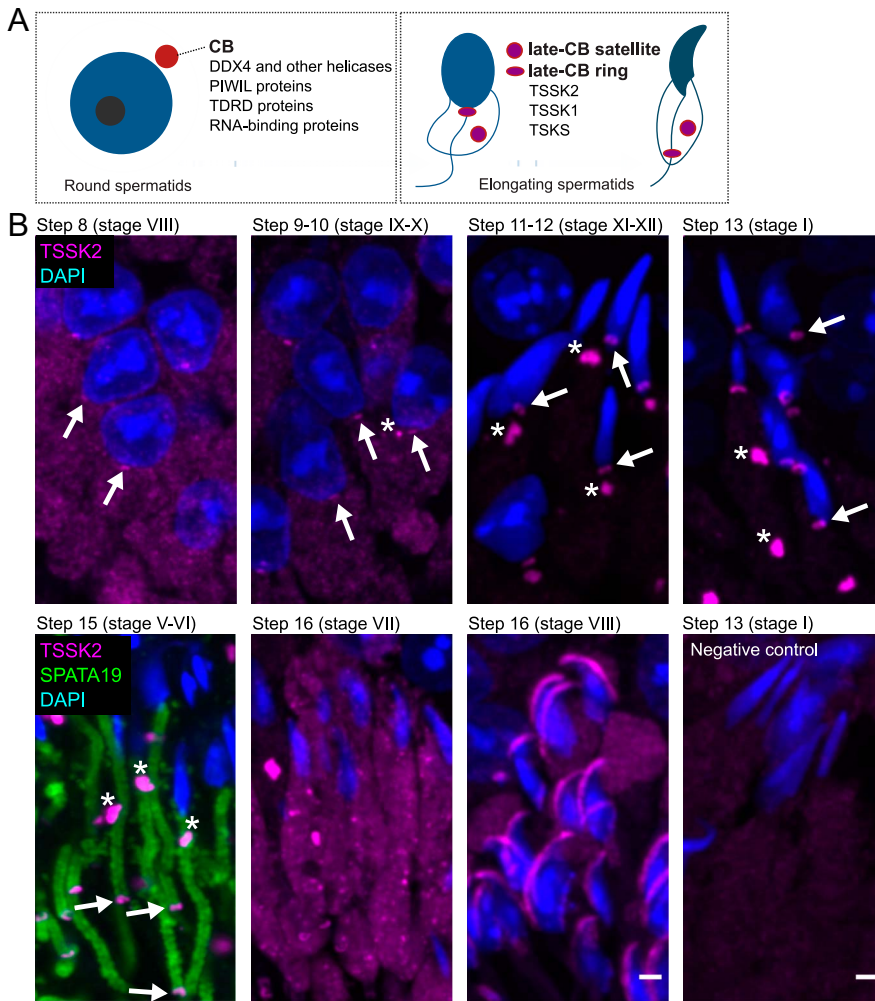 A
CB
DDX4 and other helicases
PIWIL proteins
TDRD proteins
RNA-binding proteins
Round spermatids
late-CB satellite
late-CB ring
TSSK2
TSSK1
TSKS
Elongating spermatids
B
Step 8 (stage VIII)
Step 9-10 (stage IX-X)
Step 11-12 (stage XI-XII)
Step 13 (stage I)
TSSK2
DAPI
*
*
*
*
*
*
Step 15 (stage V-VI)
Step 16 (stage VII)
Step 16 (stage VIII)
Step 13 (stage I)
TSSK2
SPATA19
DAPI
Negative control
*
*
*